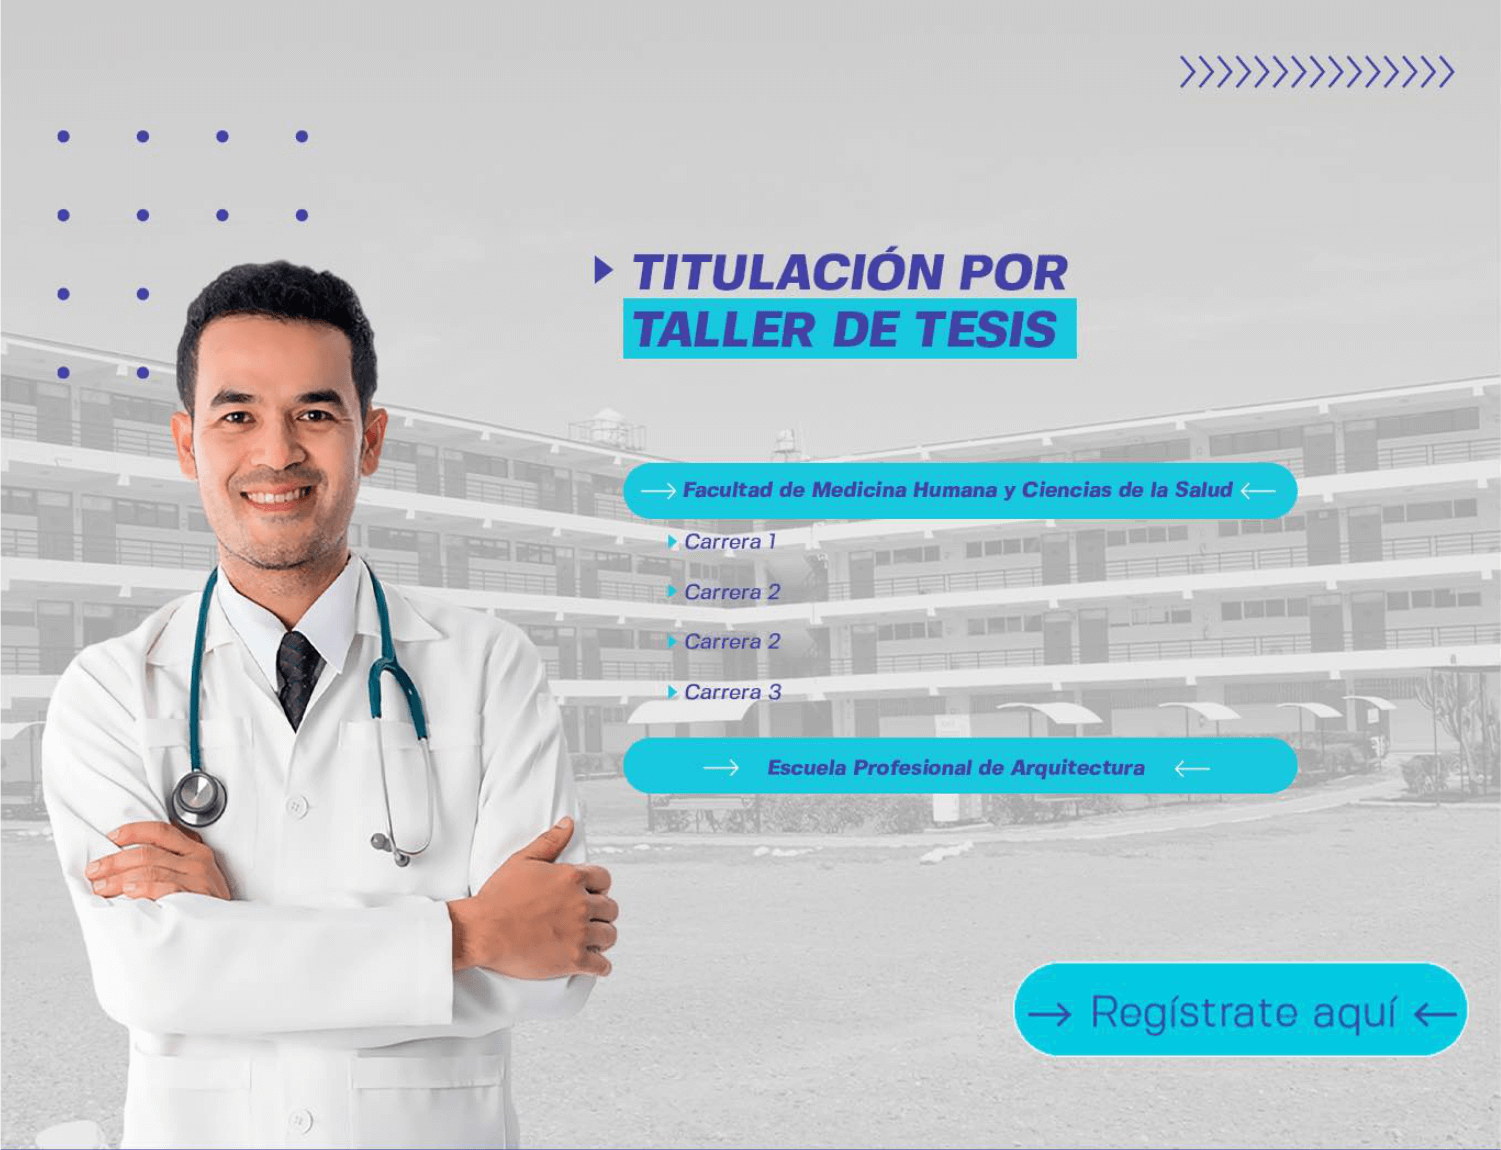 TITULACIÓN POR
TALLER DE TESIS
Facultad de Medicina Humana y Ciencias de la Salud
Carrera 1
Carrera 2
Carrera 2
Carrera 3
Escuela Profesional de Arquitectura
Regístrate aquí